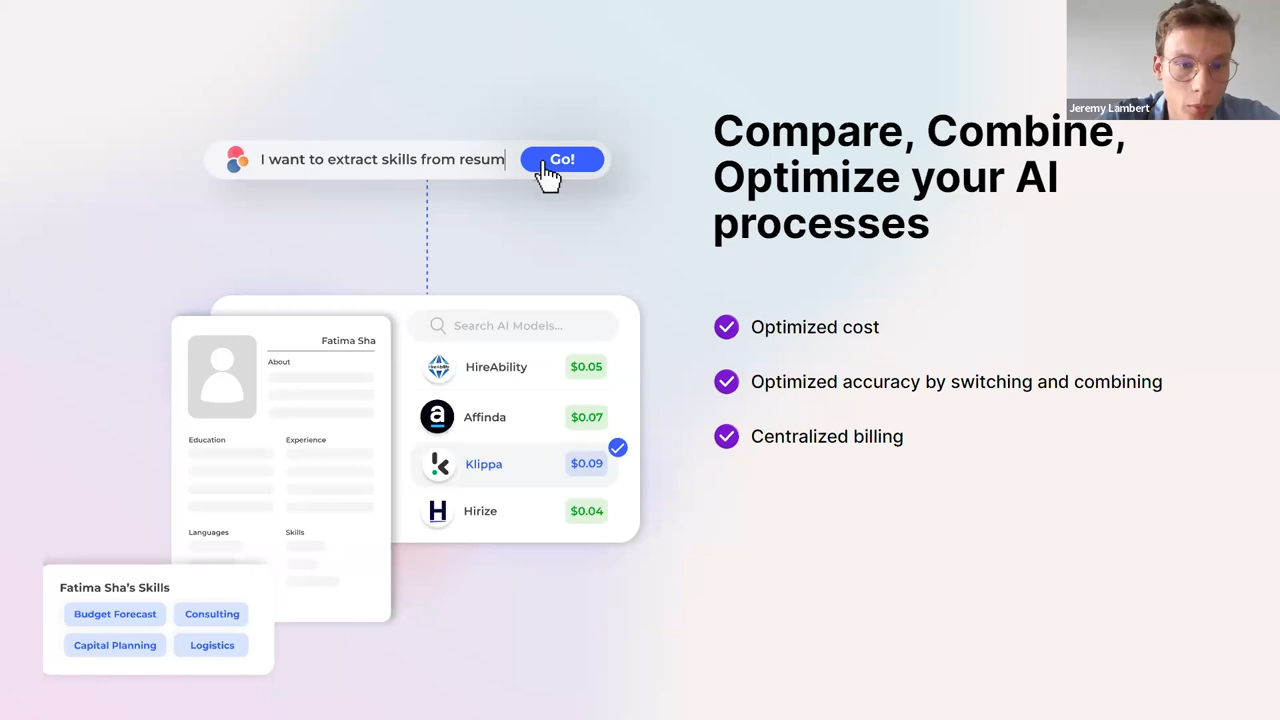 Jeremy Lambert
Compare, Combine,
Optimize your AI
processes
Optimized cost
Optimized accuracy by switching and combining
Centralized billing
I want to extract skills from resum
Go!
Search AI Models...
HireAbility $0.05
a Affinda $0.07
Klippa $0.09
H Hirize $0.04
Fatima Sha
About
Education Experience
Languages Skills
Fatima Sha's Skills
Budget Forecast Consulting
Capital Planning Logistics